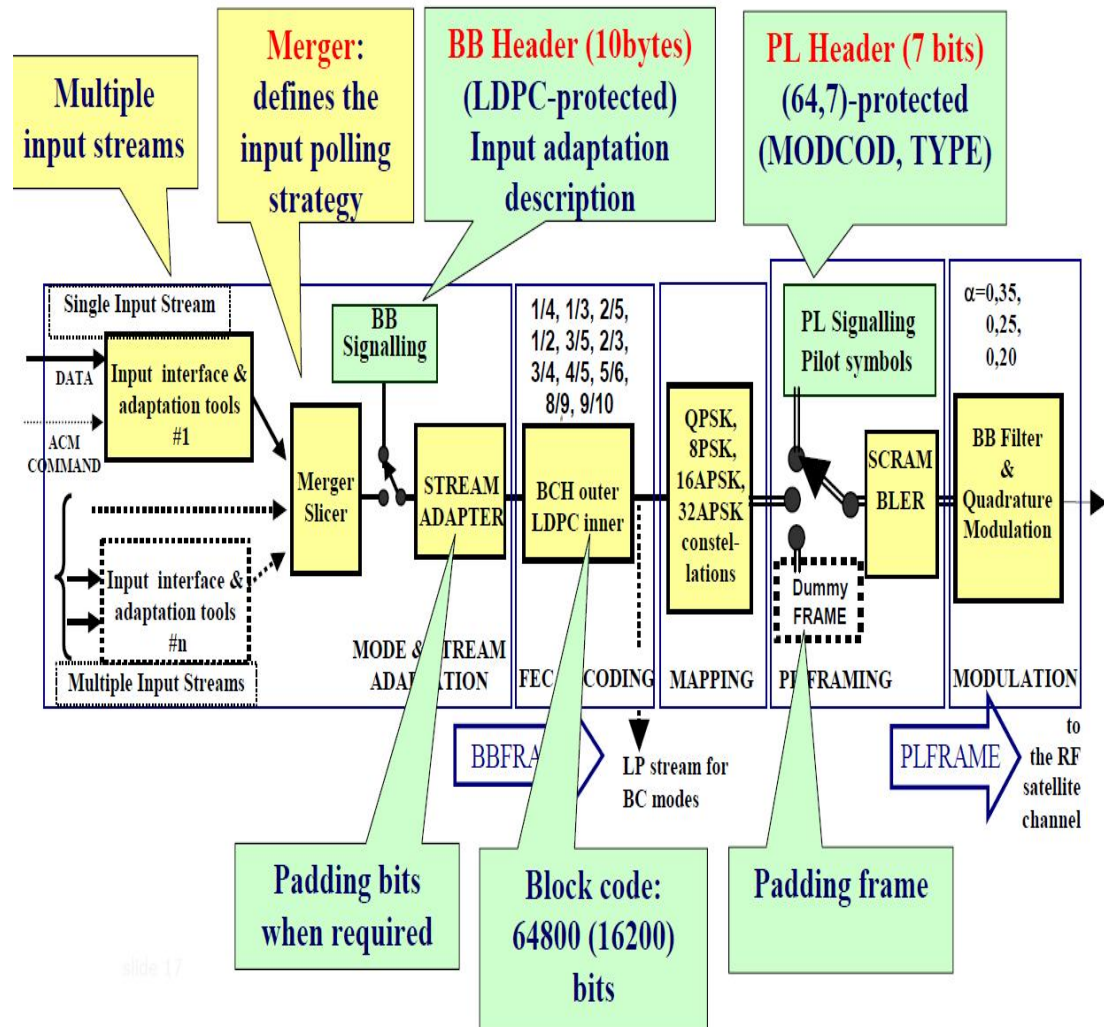 Multiple
input streams
Merger:
defines the
input polling
strategy
BB Header (10bytes)
(LDPC-protected)
Input adaptation
description
PL Header (7 bits)
(64,7)-protected
(MODCOD, TYPE)
Single Input Stream
DATA
ACM
COMMAND
Input interface &
adaptation tools
#1
Input interface &
adaptation tools
#n
Multiple Input Streams
Merger
Slicer
BB
Signalling
STREAM
ADAPTER
MODE &
1/4, 1/3, 2/5,
1/2, 3/5, 2/3,
3/4, 4/5, 5/6,
8/9, 9/10
BCH outer
LDPC inner
FEC
CODING
QPSK,
8PSK,
16APSK,
32APSK
constel-
lations
MAPPING
PL Signalling
Pilot symbols
SCRAM
BLER
Dummy
FRAME
α=0,35,
0,25,
0,20
BB Filter
&
Quadrature
Modulation
MODULATION
LP stream for
BC modes
PLFRAME
to
the RF
satellite
channel
Padding bits
when required
Block code:
64800 (16200)
bits
Padding frame
slide 17